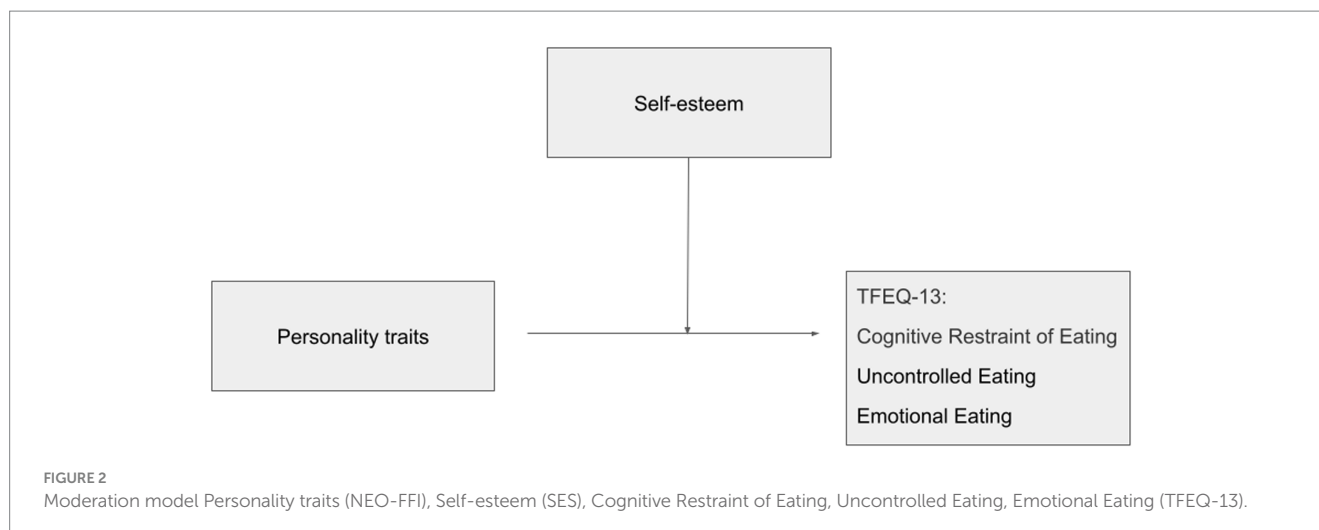 Self-esteem
Personality traits
TFEQ-13:
Cognitive Restraint of Eating
Uncontrolled Eating
Emotional Eating
FIGURE 2
Moderation model Personality traits (NEO-FFI), Self-esteem (SES), Cognitive Restraint of Eating, Uncontrolled Eating, Emotional Eating (TFEQ-13).